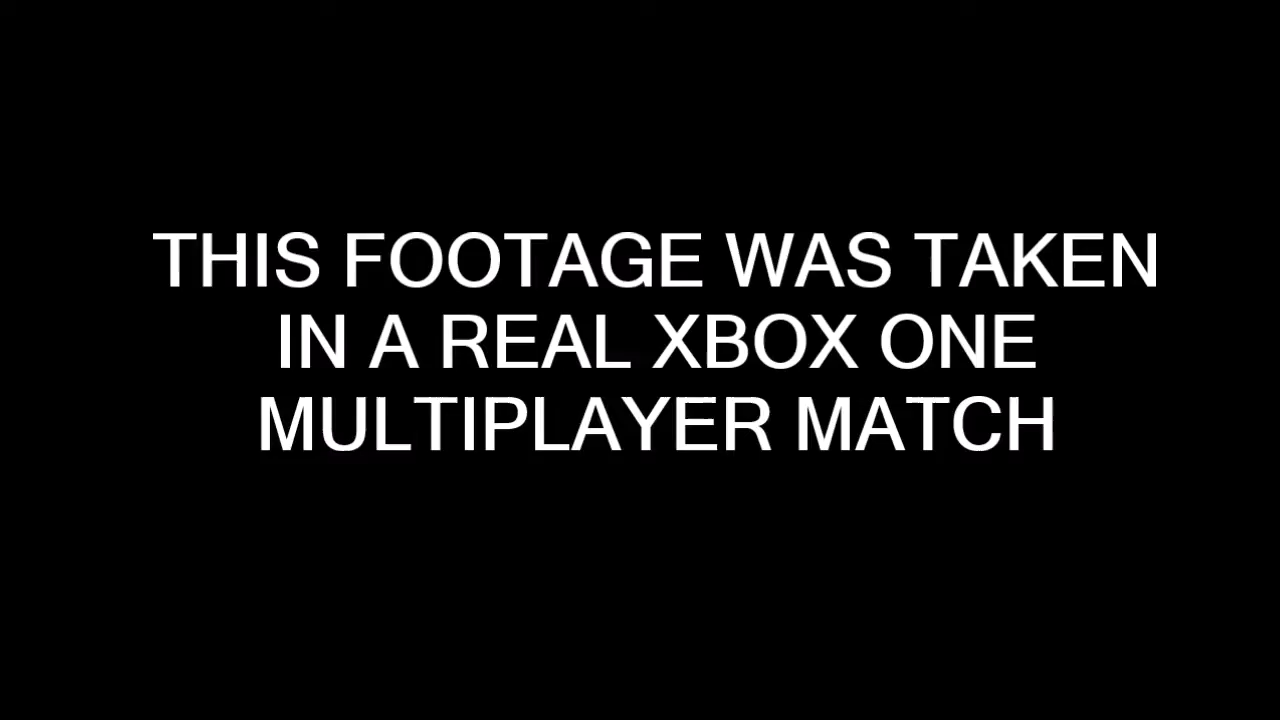 THIS FOOTAGE WAS TAKEN
IN A REAL XBOX ONE
MULTIPLAYER MATCH